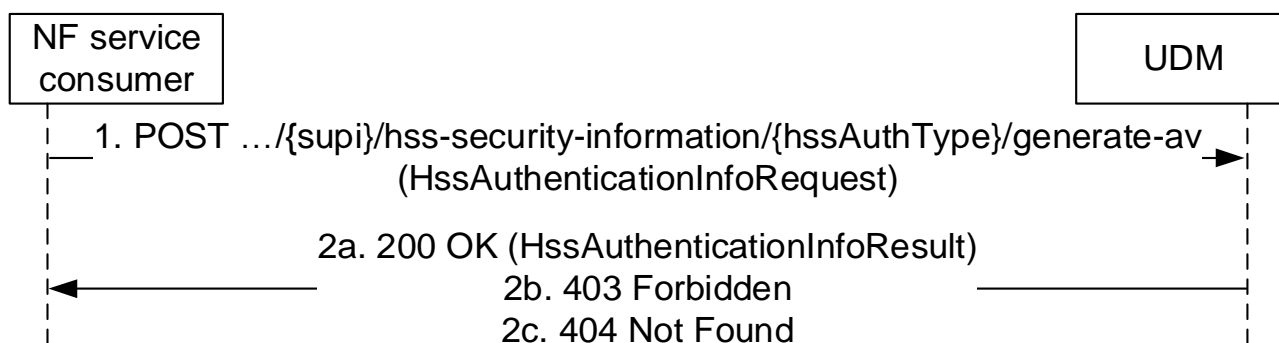 NF service
consumer
UDM
1. POST …/{supi}/hss-security-information/{hssAuthType}/generate-av
(HssAuthenticationInfoRequest)
2a. 200 OK (HssAuthenticationInfoResult)
2b. 403 Forbidden
2c. 404 Not Found